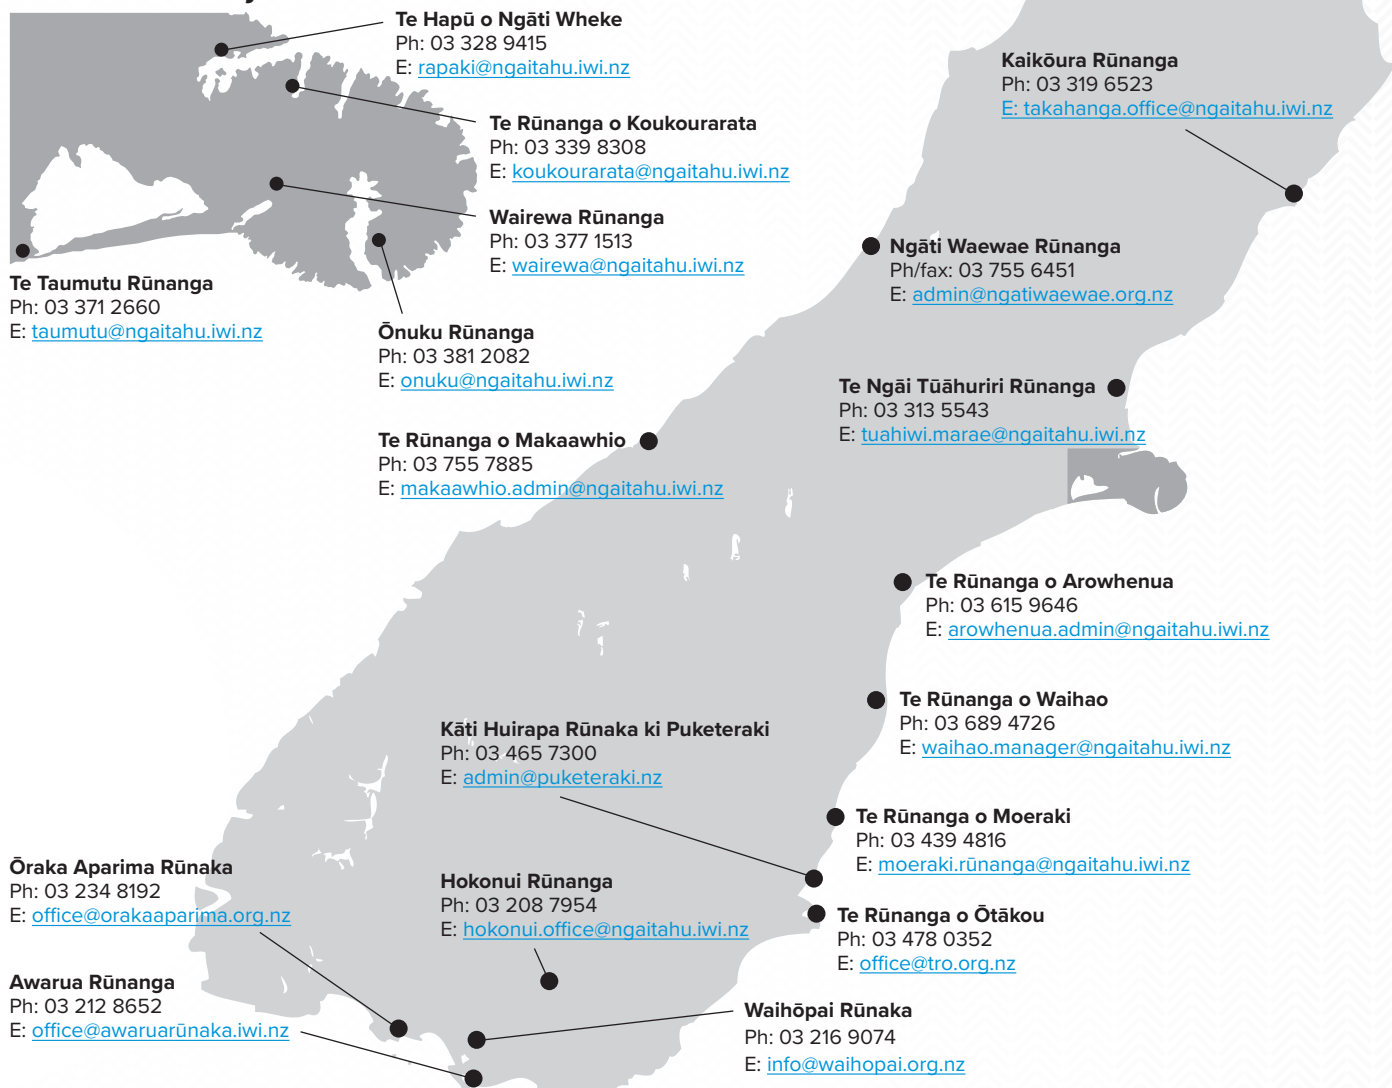 Te Hapū o Ngāti Wheke
Ph: 03 328 9415
E: rapaki@ngaitahu.iwi.nz
Te Rūnanga o Koukourarata
Ph: 03 339 8308
E: koukourarata@ngaitahu.iwi.nz
Wairewa Rūnanga
Ph: 03 377 1513
E: wairewa@ngaitahu.iwi.nz
Te Taumutu Rūnanga
Ph: 03 371 2660
E: taumutu@ngaitahu.iwi.nz
Ōnuku Rūnanga
Ph: 03 381 2082
E: onuku@ngaitahu.iwi.nz
Kaikōura Rūnanga
Ph: 03 319 6523
E: takahanga.office@ngaitahu.iwi.nz
Ngāti Waewae Rūnanga
Ph/fax: 03 755 6451
E: admin@ngatiwaewae.org.nz
Te Ngāi Tūāhuriri Rūnanga
Ph: 03 313 5543
E: tuahiwi.marae@ngaitahu.iwi.nz
Te Rūnanga o Makaawhio
Ph: 03 755 7885
E: makaawhio.admin@ngaitahu.iwi.nz
Te Rūnanga o Arowhenua
Ph: 03 615 9646
E: arowhenua.admin@ngaitahu.iwi.nz
Te Rūnanga o Waihao
Ph: 03 689 4726
E: waihao.manager@ngaitahu.iwi.nz
Kāti Huirapa Rūnaka ki Puketeraki
Ph: 03 465 7300
E: admin@puketeraki.nz
Te Rūnanga o Moeraki
Ph: 03 439 4816
E: moeraki.rūnanga@ngaitahu.iwi.nz
Ōraka Aparima Rūnaka
Ph: 03 234 8192
E: office@orakaaparima.org.nz
Hokonui Rūnanga
Ph: 03 208 7954
E: hokonui.office@ngaitahu.iwi.nz
Te Rūnanga o Ōtākou
Ph: 03 478 0352
E: office@tro.org.nz
Awarua Rūnanga
Ph: 03 212 8652
E: office@awaruarūnaka.iwi.nz
Waihōpai Rūnaka
Ph: 03 216 9074
E: info@waihopai.org.nz